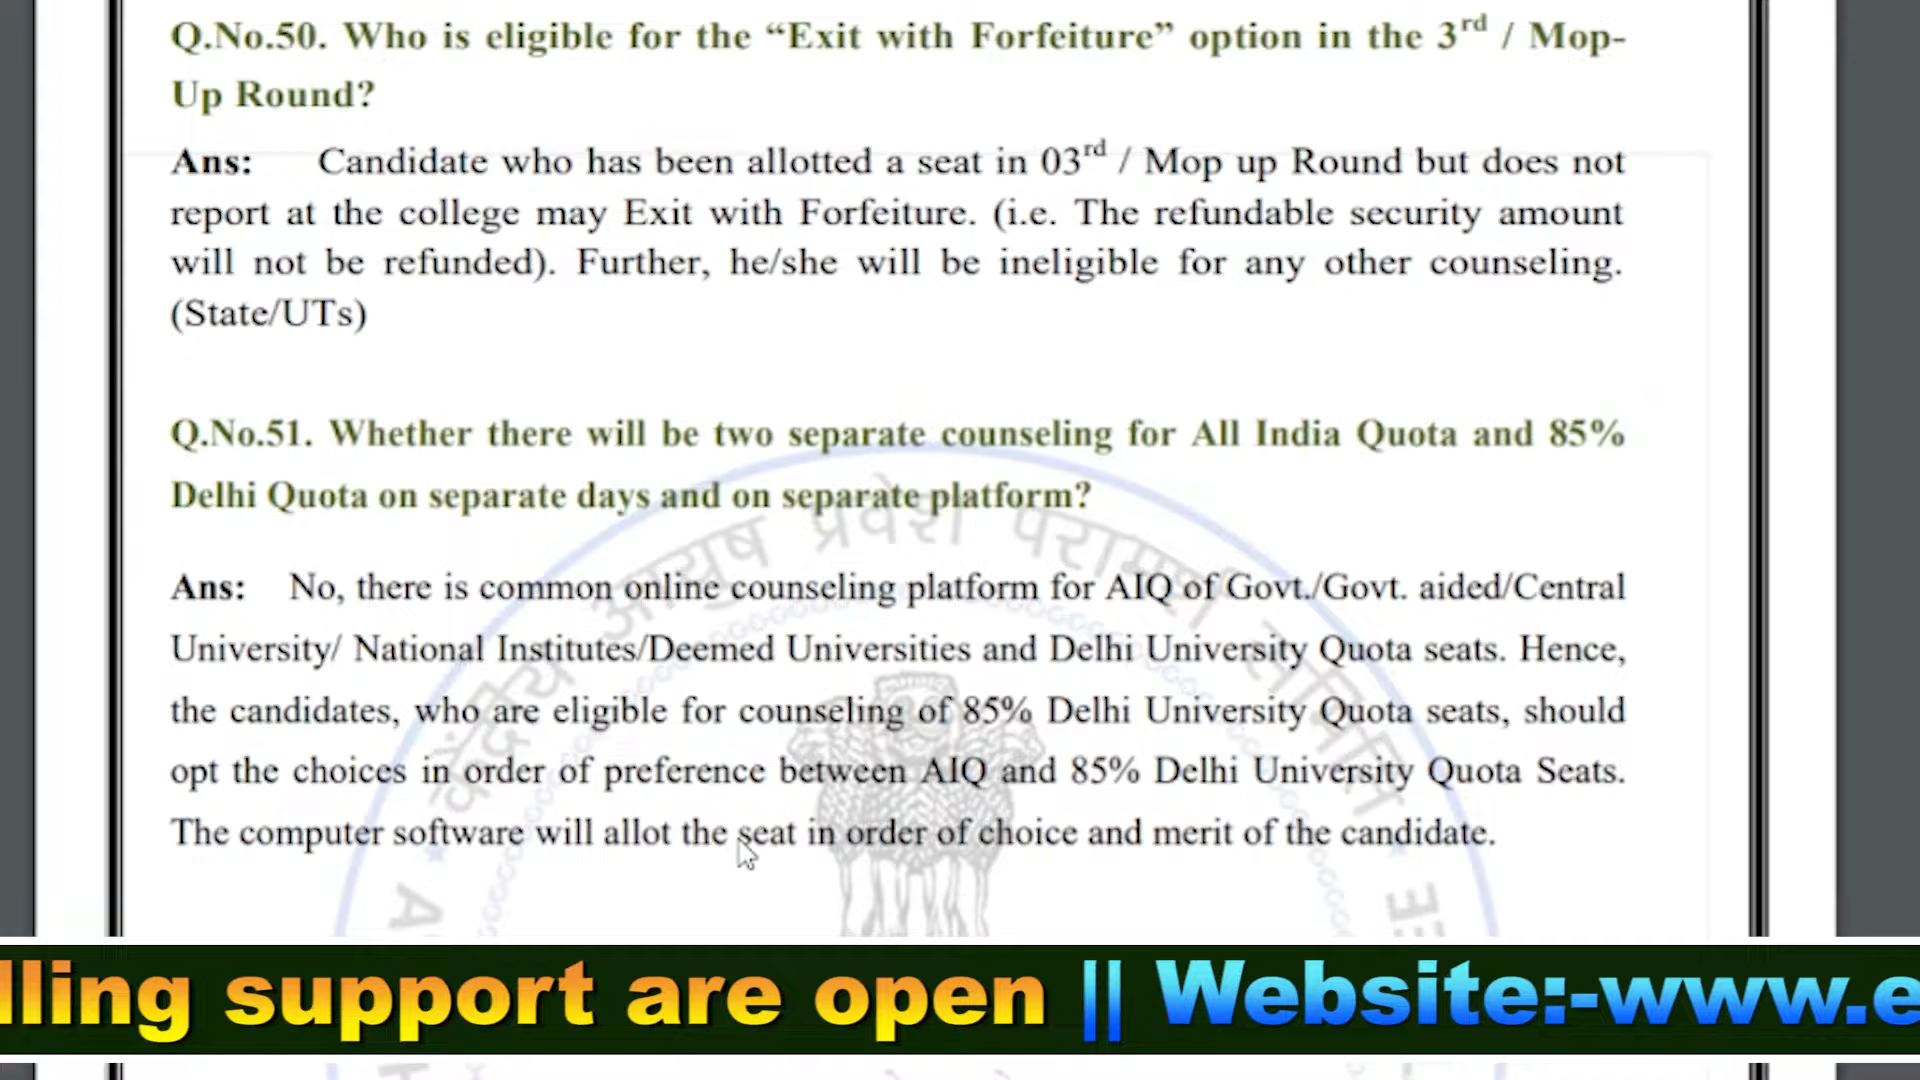 Q.No.50. Who is eligible for the “Exit with Forfeiture” option in the 3rd / Mop-
Up Round?
Ans: Candidate who has been allotted a seat in 03rd / Mop up Round but does not
report at the college may Exit with Forfeiture. (i.e. The refundable security amount
will not be refunded). Further, he/she will be ineligible for any other counseling.
(State/UTs)
Q.No.51. Whether there will be two separate counseling for All India Quota and 85%
Delhi Quota on separate days and on separate platform?
Ans: No, there is common online counseling platform for AIQ of Govt./Govt. aided/Central
University/ National Institutes/Deemed Universities and Delhi University Quota seats. Hence,
the candidates, who are eligible for counseling of 85% Delhi University Quota seats, should
opt the choices in order of preference between AIQ and 85% Delhi University Quota Seats.
The computer software will allot the seat in order of choice and merit of the candidate.
केंद्रीय आयुष प्रवेश परामर्श समिति
lling support are open || Website:-www.e